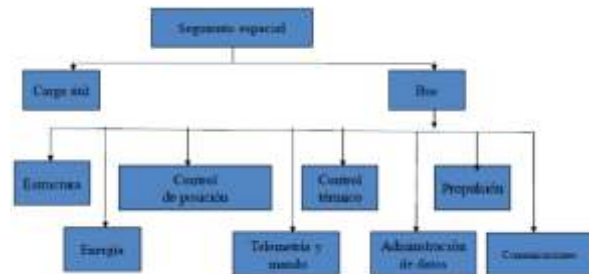 Segmento espacial
Carga útil
Bus
Estructura
Control
de posición
Control
térmico
Propulsión
Energía
Telemetría y
mando
Administración
de datos
Comunicaciones